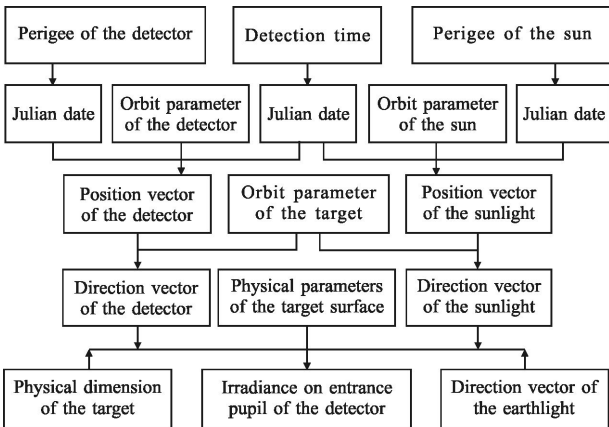 Perigee of the detector
Detection time
Perigee of the sun
Julian date
Orbit parameter
of the detector
Julian date
Orbit parameter
of the sun
Julian date
Position vector
of the detector
Orbit parameter
of the target
Position vector
of the sunlight
Direction vector
of the detector
Physical parameters
of the target surface
Direction vector
of the sunlight
Physical dimension
of the target
Irradiance on entrance
pupil of the detector
Direction vector of
the earthlight